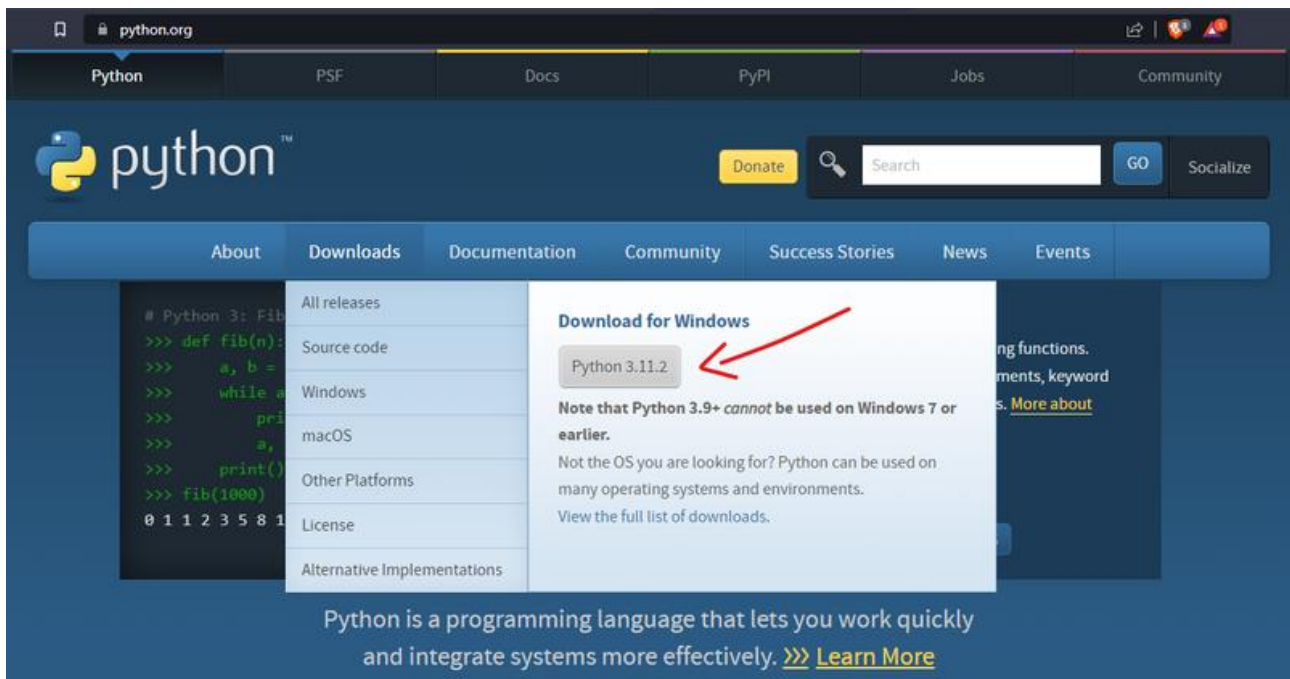 python.org
Python PSF Docs PyPI Jobs Community
python™
Donate Search GO Socialize
About Downloads Documentation Community Success Stories News Events
# Python 3: Fib
>>> def fib(n):
>>> a, b =
>>> while a
>>> pri
>>> a,
>>> print()
>>> fib(1000)
0 1 1 2 3 5 8 1
All releases
Source code
Windows
macOS
Other Platforms
License
Alternative Implementations
Download for Windows
Python 3.11.2
Note that Python 3.9+ cannot be used on Windows 7 or
earlier.
Not the OS you are looking for? Python can be used on
many operating systems and environments.
View the full list of downloads.
ng functions.
ments, keyword
s. More about
Python is a programming language that lets you work quickly
and integrate systems more effectively. >>> Learn More